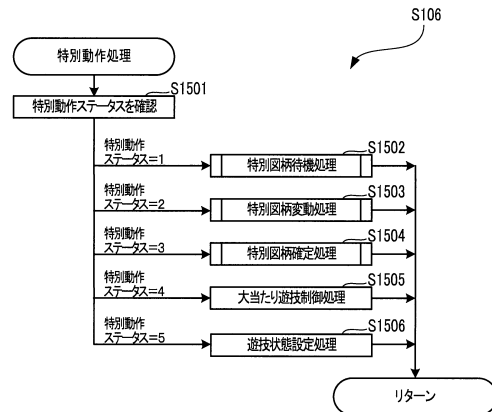 S106
特別動作処理
S1501
特別動作ステータスを確認
特別動作
ステータス=1
S1502
特別図柄待機処理
特別動作
ステータス=2
S1503
特別図柄変動処理
特別動作
ステータス=3
S1504
特別図柄確定処理
特別動作
ステータス=4
S1505
大当たり遊技制御処理
特別動作
ステータス=5
S1506
遊技状態設定処理
リターン